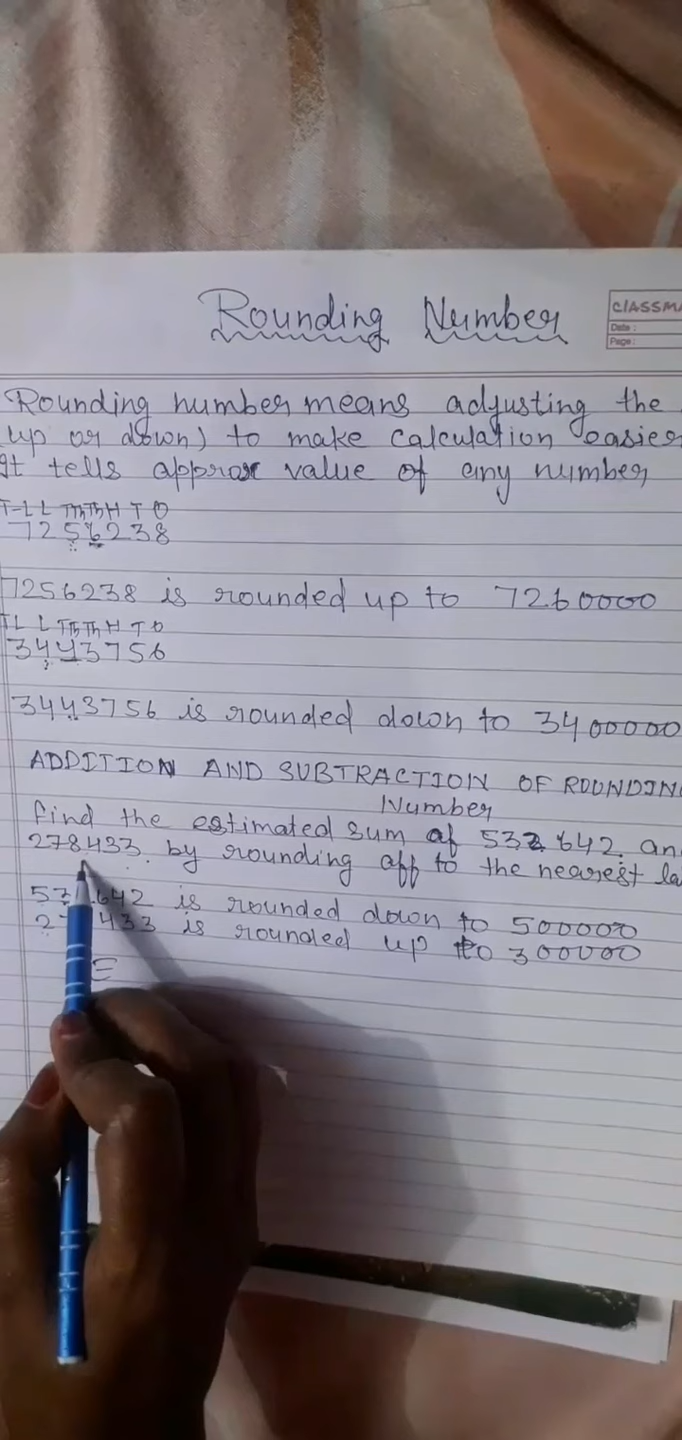 Rounding Number
CLASSMA
Date:
Page:
Rounding number means adjusting the
up or down) to make calculation easier
It tells approx value of any number
T-L L TTh Th H T O
7256238
7256238 is rounded up to 7260000
TL L TTh Th H T O
3443756
3443756 is rounded down to 3400000
ADDITION AND SUBTRACTION OF ROUNDIN
Number
find the estimated sum of 532642 an
278433. by rounding off to the nearest la
642 is rounded down to 500000
433 is rounded up to 300000